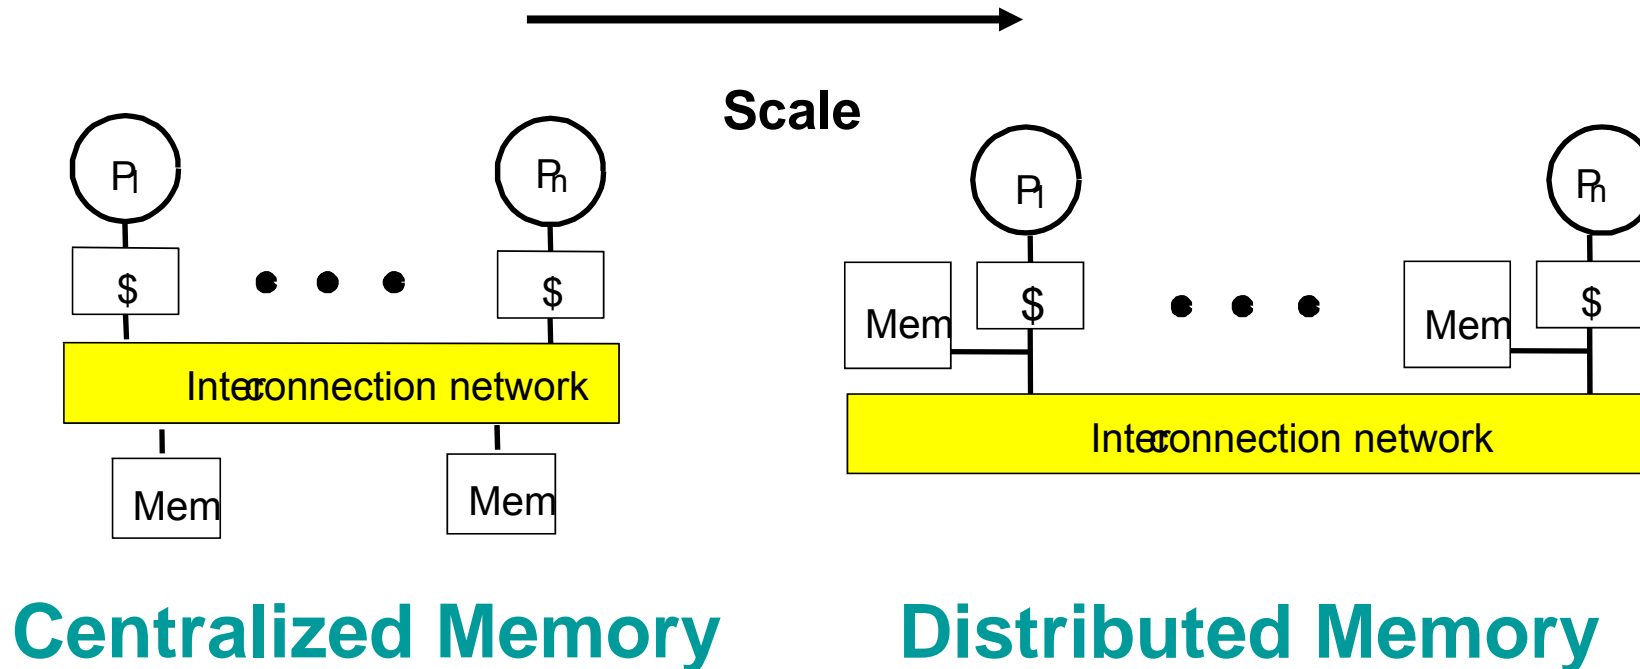 Scale
P1
Pn
$
$
Interconnection network
Mem
Mem
Centralized Memory
P1
Pn
Mem
$
Mem
$
Interconnection network
Distributed Memory